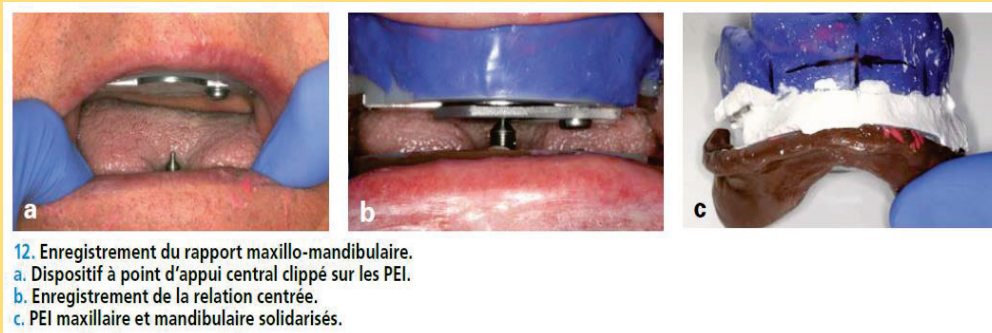 a
b
c
12. Enregistrement du rapport maxillo-mandibulaire.
a. Dispositif à point d'appui central clippé sur les PEI.
b. Enregistrement de la relation centrée.
c. PEI maxillaire et mandibulaire solidarisés.